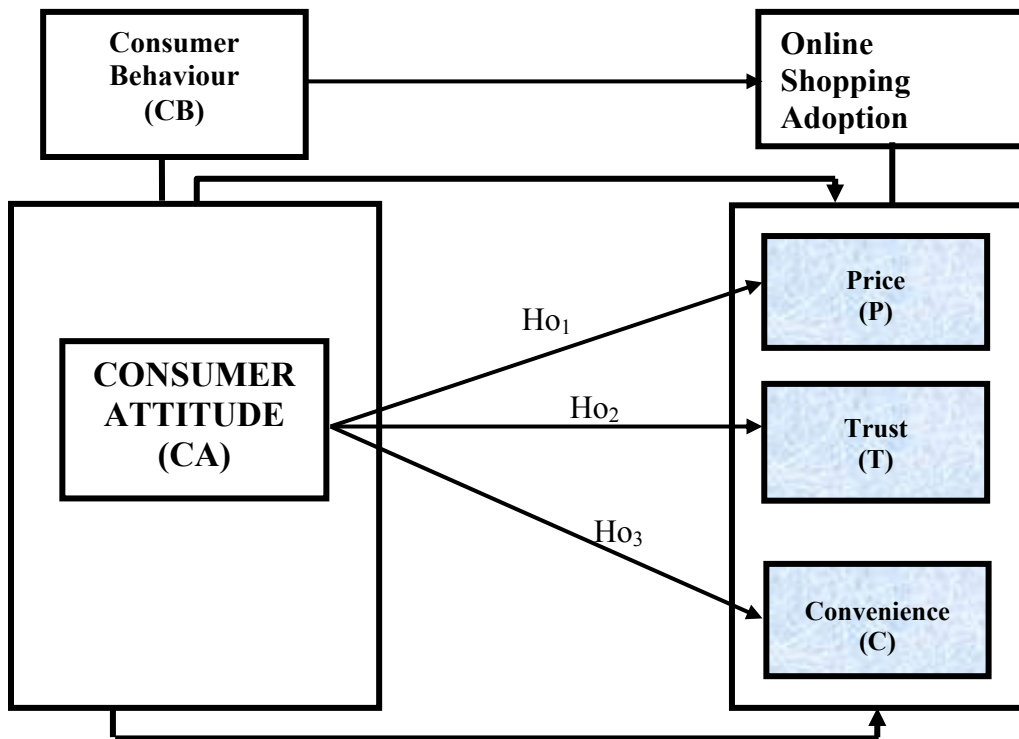 Consumer
Behaviour
(CB)
Online
Shopping
Adoption
CONSUMER
ATTITUDE
(CA)
Ho₁
Ho₂
Ho₃
Price
(P)
Trust
(T)
Convenience
(C)